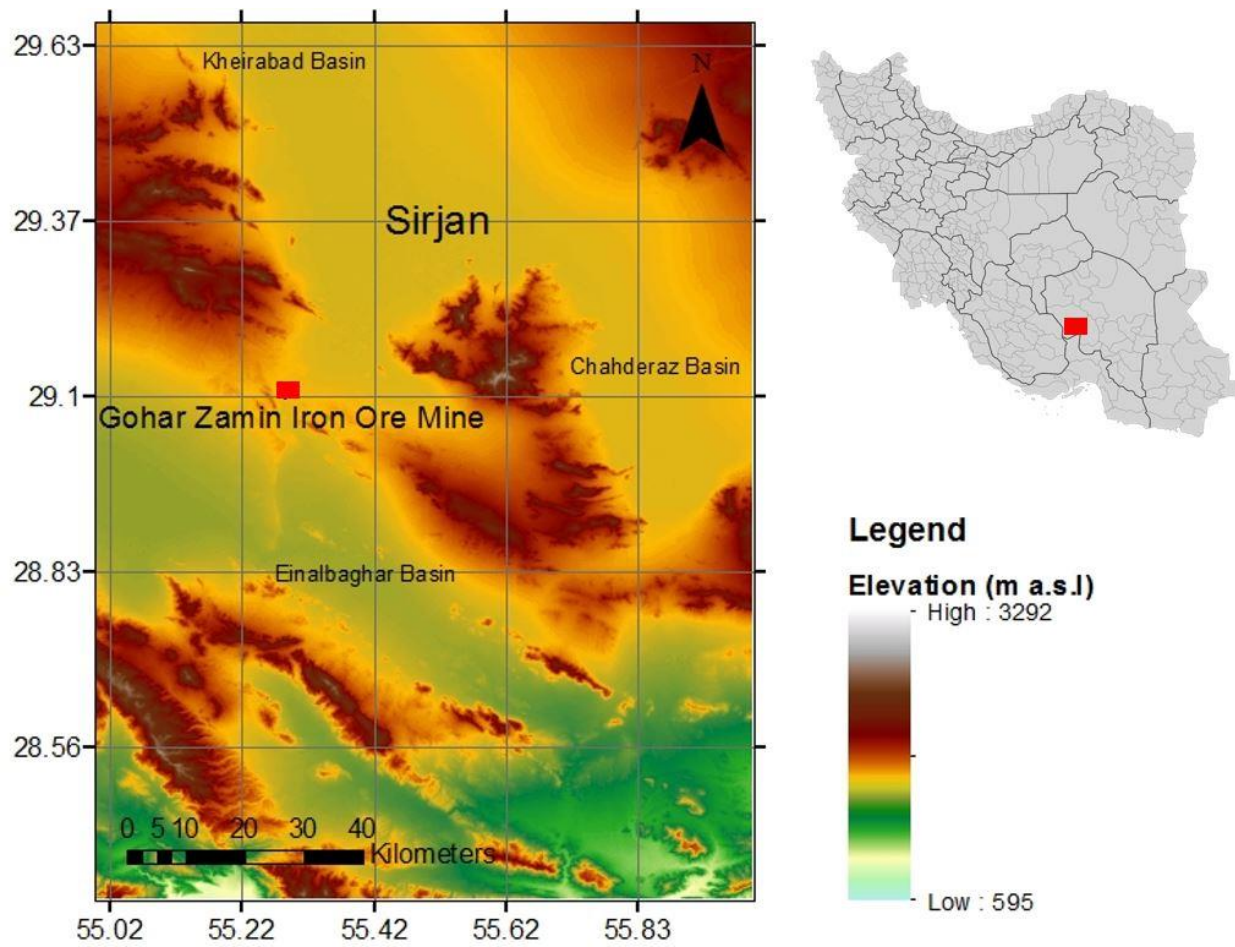 29.63
Kheirabad Basin
N
29.37
Sirjan
Chahderaz Basin
29.1
Gohar Zamin Iron Ore Mine
28.83
Einalbaghar Basin
28.56
0 5 10 20 30 40
Kilometers
55.02 55.22 55.42 55.62 55.83
Legend
Elevation (m a.s.l)
High : 3292
Low : 595